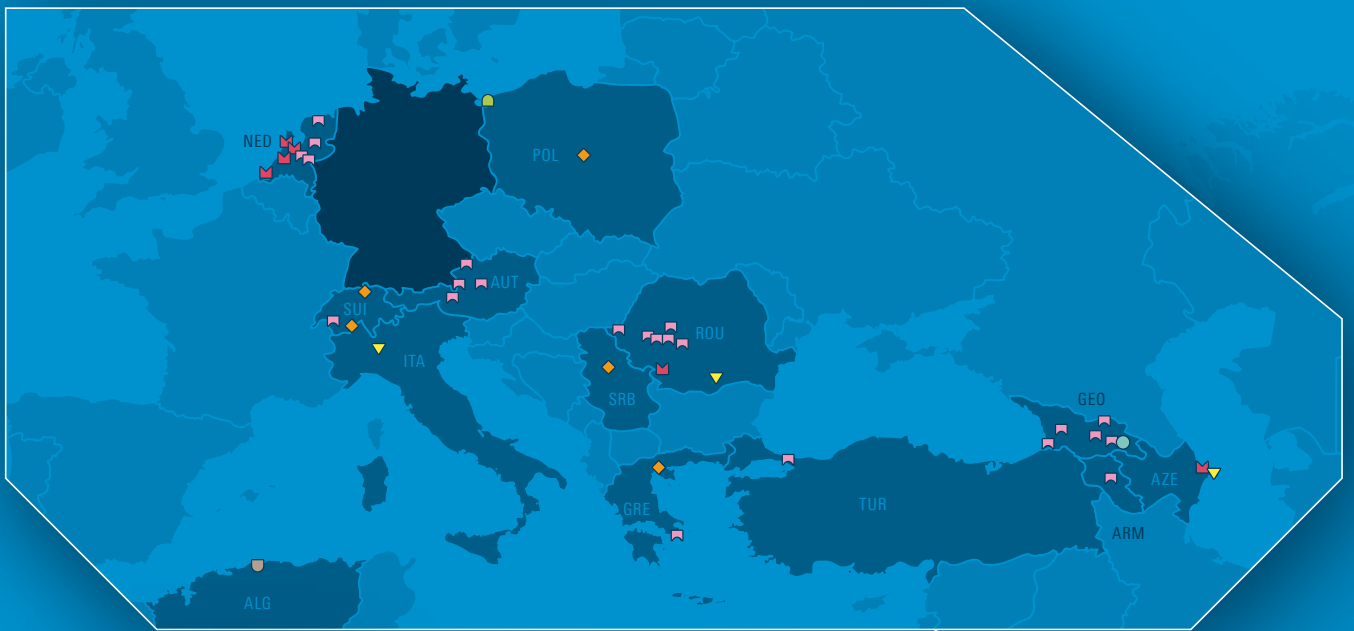 NED
POL
AUT
SUI
ROU
ITA
SRB
GEO
AZE
GRE
TUR
ARM
ALG